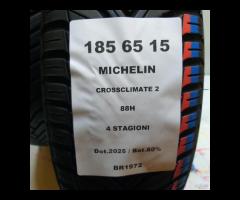 185 65 15
MICHELIN
CROSSCLIMATE 2
88H
4 STAGIONI
Dot.2025 / Bat.80%
BR1972